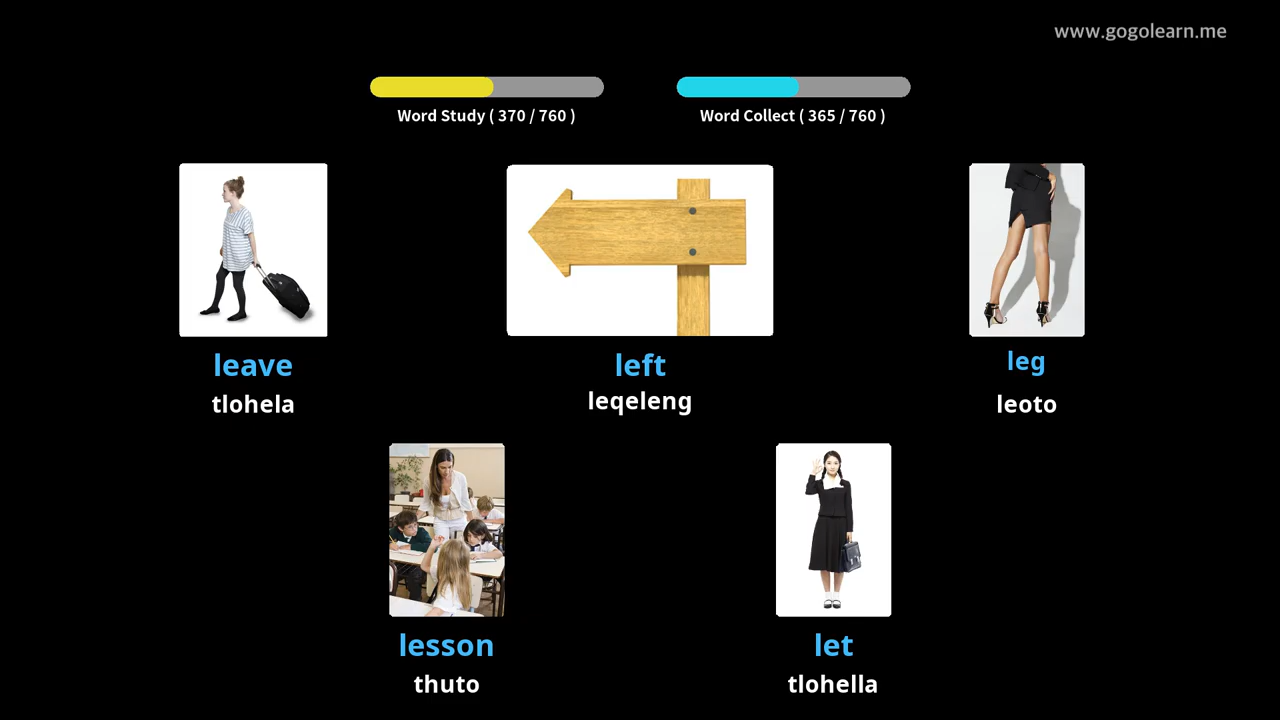 www.gogolearn.me
Word Study ( 370 / 760 )
Word Collect ( 365 / 760 )
leave
tlohela
left
leqeleng
leg
leoto
lesson
thuto
let
tlohella